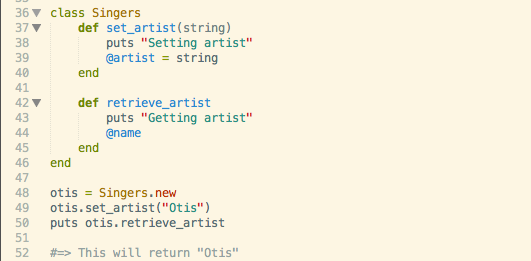 36 class Singers
37     def set_artist(string)
38         puts "Setting artist"
39         @artist = string
40     end
41
42     def retrieve_artist
43         puts "Getting artist"
44         @name
45     end
46 end
47
48 otis = Singers.new
49 otis.set_artist("Otis")
50 puts otis.retrieve_artist
51
52 #=> This will return "Otis"